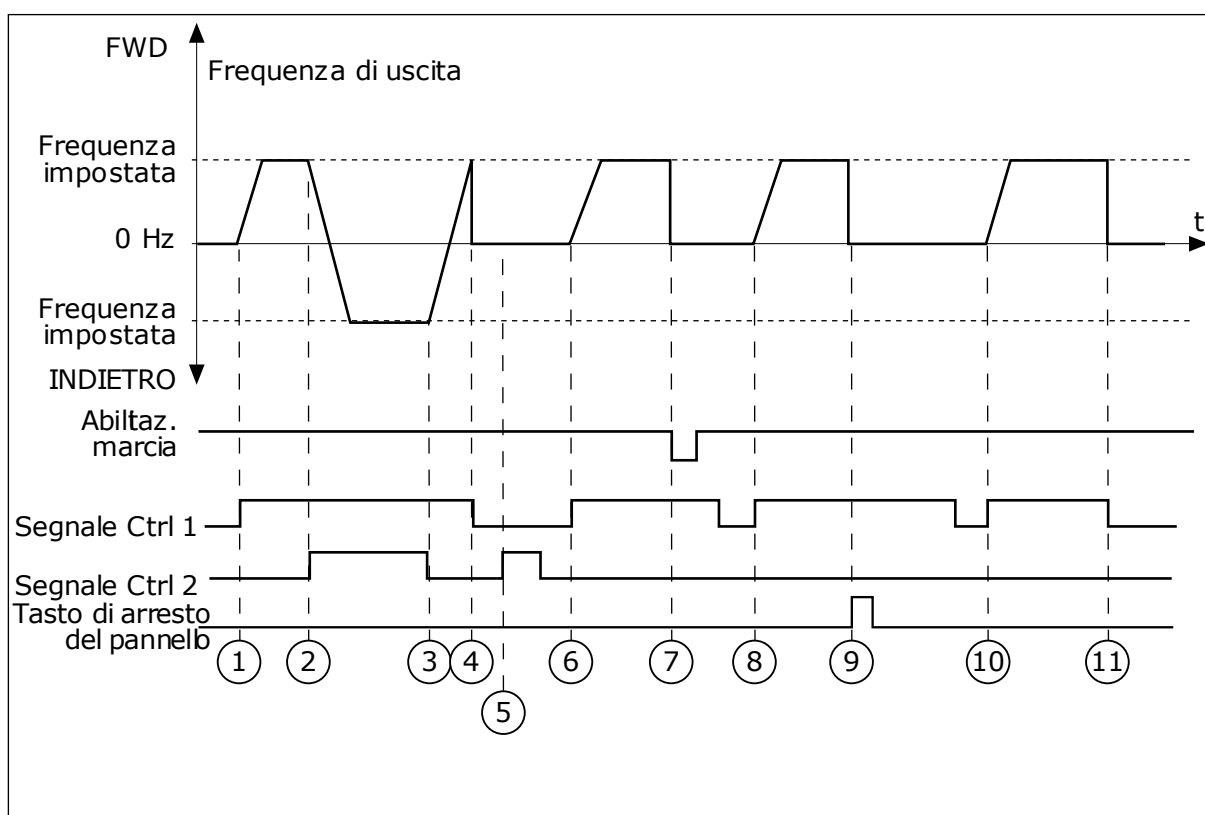 FWD
Frequenza di uscita
Frequenza
impostata
0 Hz
t
Frequenza
impostata
INDIETRO
Abiltaz.
marcia
Segnale Ctrl 1
Segnale Ctrl 2
Tasto di arresto
del pannello
1 2 3 4 6 7 8 9 10 11
5